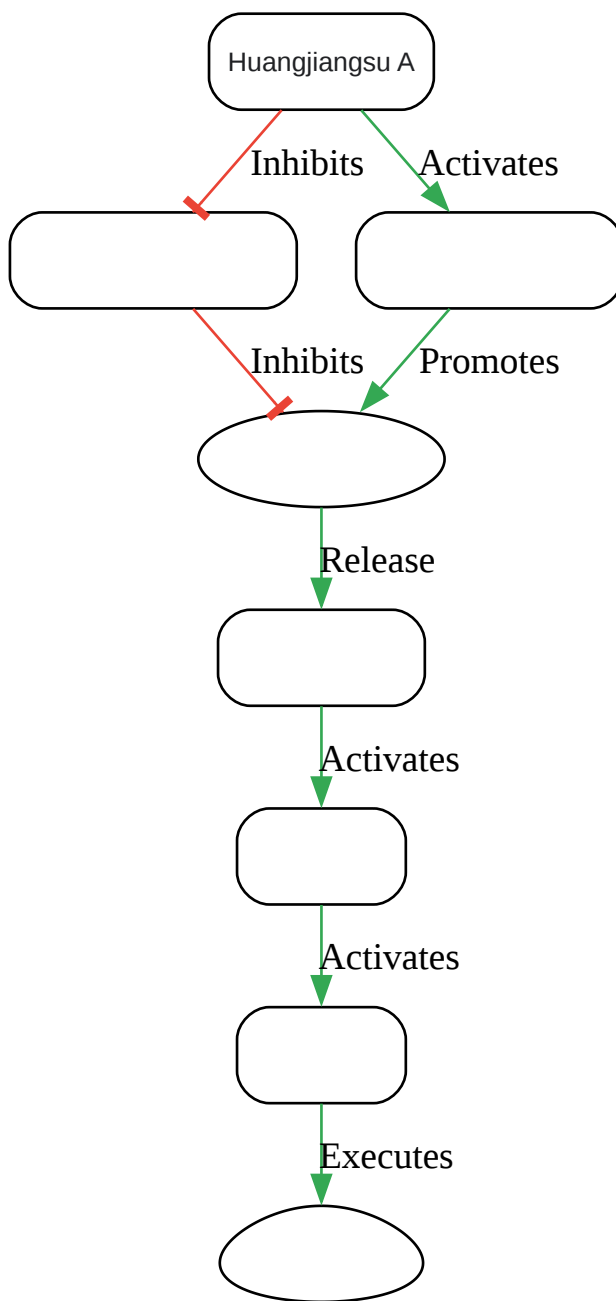 Huangjiangsu A
Inhibits
Activates
Inhibits
Promotes
Release
Activates
Activates
Executes